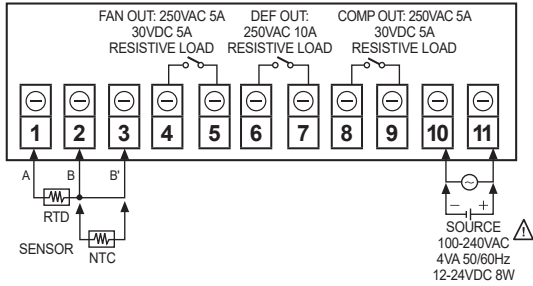 FAN OUT: 250VAC 5A
30VDC 5A
RESISTIVE LOAD
DEF OUT:
250VAC 10A
RESISTIVE LOAD
COMP OUT: 250VAC 5A
30VDC 5A
RESISTIVE LOAD
1 2 3 4 5 6 7 8 9 10 11
A B B'
RTD
SENSOR
NTC
− +
SOURCE
100-240VAC
4VA 50/60Hz
12-24VDC 8W